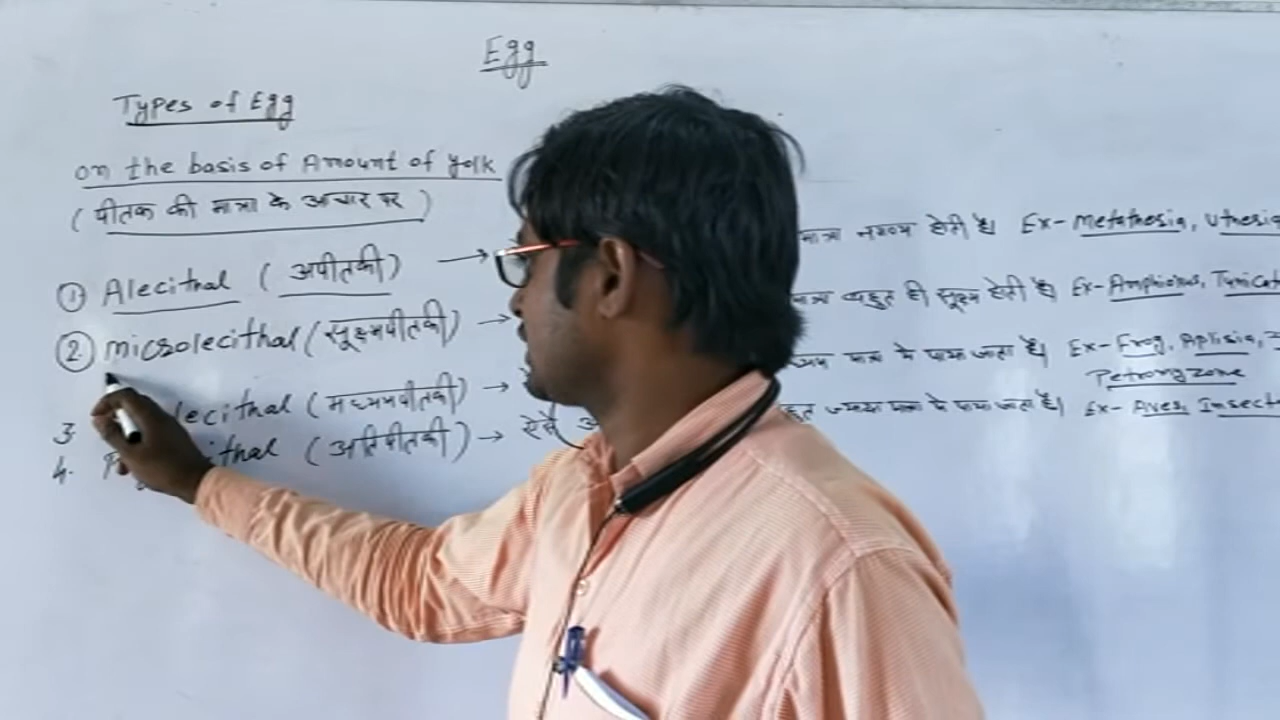 Egg
Types of Egg
on the basis of Amount of yolk
( पीतक की मात्रा के आधार पर )
① Alecithal ( अपीतकी ) → मात्रा नगण्य होती है। Ex- Metatheria, Utheria
② Microlecithal ( सूक्ष्मपीतकी ) → मात्रा बहुत ही सूक्ष्म होती है Ex- Amphioxus, Tunicat
3 lecithal ( मध्यमपीतकी ) → मात्रा मे पाया जाता है। Ex- Frog, Aplisia,
Petromyzone
4. ithal ( अतिपीतकी ) → ऐसे ज्यादा मात्रा मे पाया जाता है। Ex- Aves, Insect